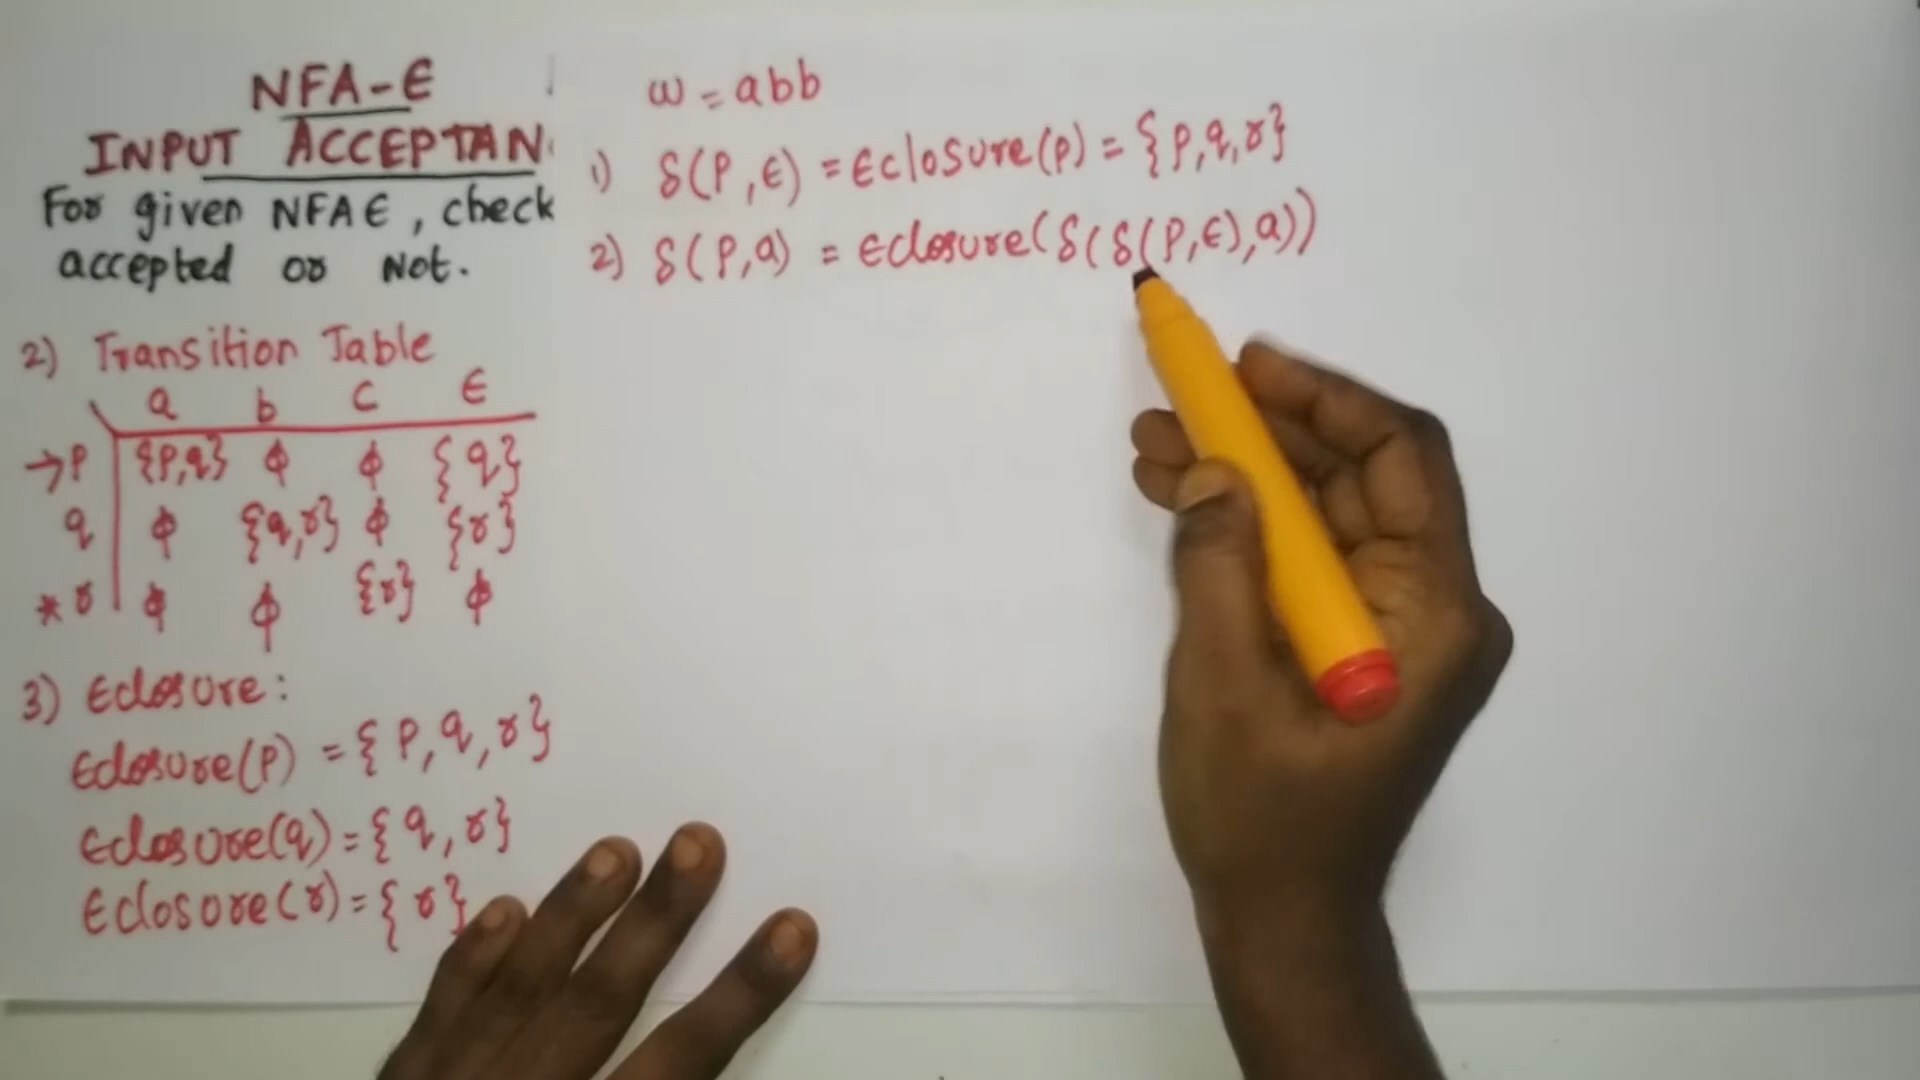 NFA-ε
INPUT ACCEPTAN
For given NFAε, check
accepted or Not.
2) Transition Table
a b c ε
→p {p,q} ϕ ϕ {q}
q ϕ {q,r} ϕ {r}
*r ϕ ϕ {r} ϕ
3) εclosure:
εclosure(p) = {p,q,r}
εclosure(q) = {q,r}
εclosure(r) = {r}
w = abb
1) δ(p,ε) = εclosure(p) = {p,q,r}
2) δ(p,a) = εclosure(δ(δ(p,ε),a))